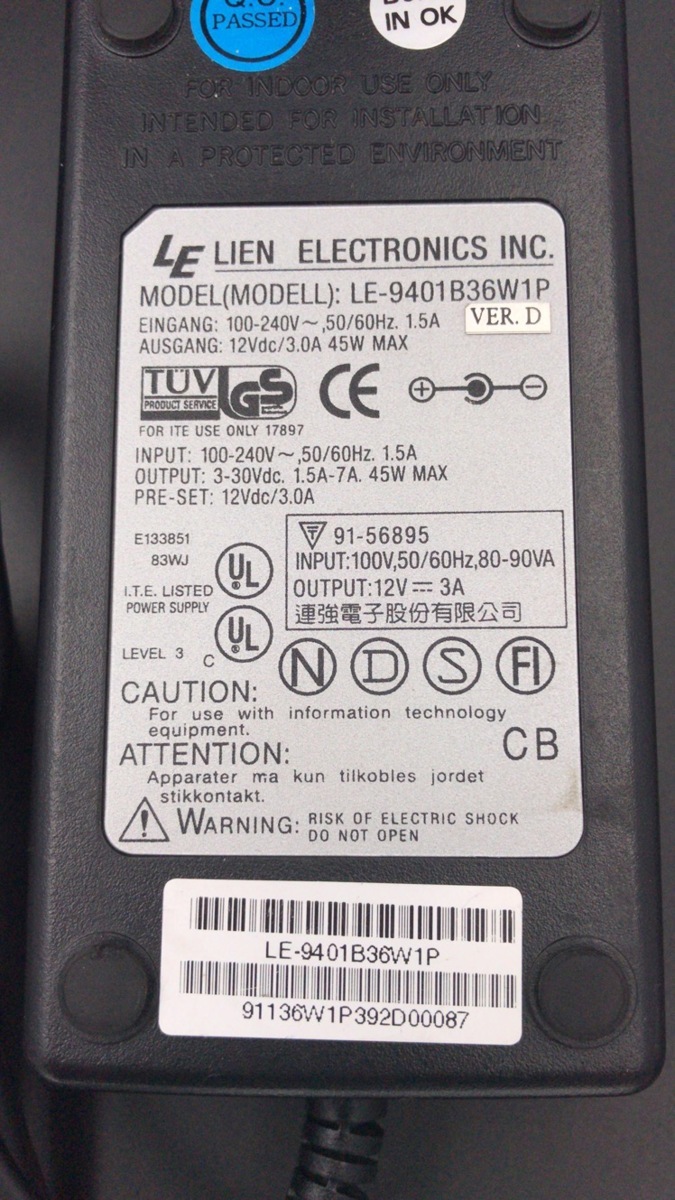 PASSED
IN OK
FOR INDOOR USE ONLY
INTENDED FOR INSTALLATION
IN A PROTECTED ENVIRONMENT
LE LIEN ELECTRONICS INC.
MODEL(MODELL): LE-9401B36W1P
EINGANG: 100-240V~,50/60Hz. 1.5A
VER. D
AUSGANG: 12Vdc/3.0A 45W MAX
TÜV
PRODUCT SERVICE
GS
CE
FOR ITE USE ONLY 17897
INPUT: 100-240V~,50/60Hz. 1.5A
OUTPUT: 3-30Vdc. 1.5A-7A. 45W MAX
PRE-SET: 12Vdc/3.0A
E133851
83WJ
UL
I.T.E. LISTED
POWER SUPPLY
T 91-56895
INPUT:100V,50/60Hz,80-90VA
OUTPUT:12V⎓3A
連強電子股份有限公司
LEVEL 3
C UL
N D S FI
CAUTION:
For use with information technology
equipment.
CB
ATTENTION:
Apparater ma kun tilkobles jordet
stikkontakt.
WARNING: RISK OF ELECTRIC SHOCK
DO NOT OPEN
LE-9401B36W1P
91136W1P392D00087